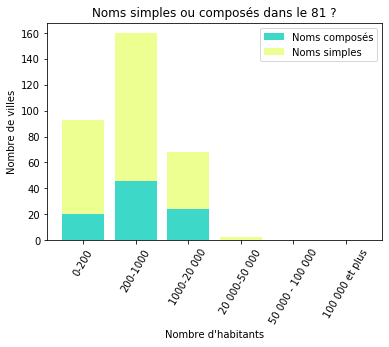 Noms simples ou composés dans le 81 ?
Noms composés
Noms simples
Nombre de villes
160
140
120
100
80
60
40
20
0
0-200
200-1000
1000-20 000
20 000-50 000
50 000 - 100 000
100 000 et plus
Nombre d'habitants